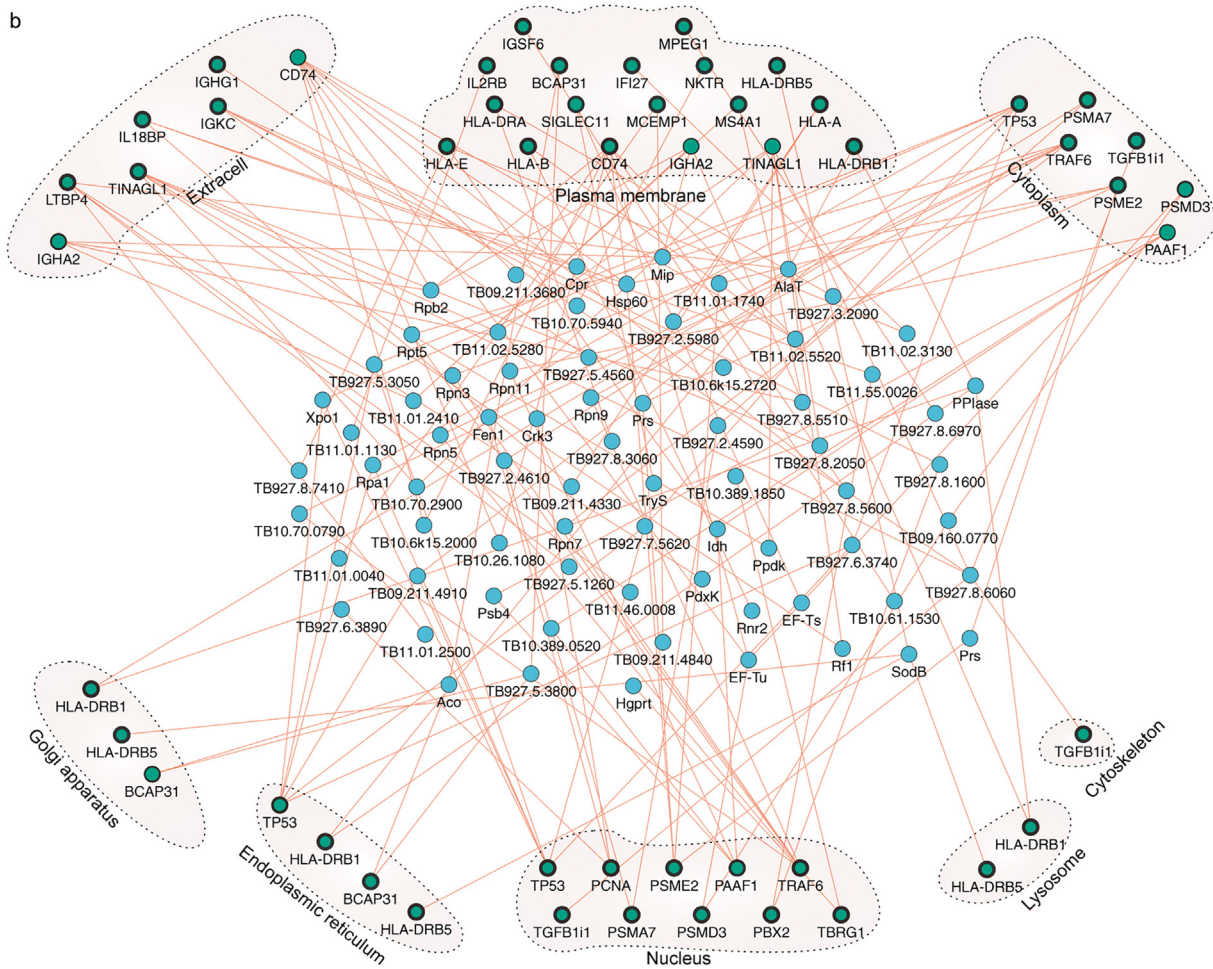 b
IGSF6
MPEG1
IGHG1
CD74
IL2RB
BCAP31
IFI27
NKTR
HLA-DRB5
IL18BP
IGKC
HLA-DRA
SIGLEC11
MCEMP1
MS4A1
HLA-A
TP53
PSMA7
TINAGL1
LTBP4
HLA-E
HLA-B
CD74
IGHA2
TINAGL1
HLA-DRB1
TRAF6
TGFB1i1
PSME2
PSMD3
Extracell
Plasma membrane
Cytoplasm
IGHA2
PAAF1
Rpb2
TB09.211.3680
Cpr
Hsp60
Mip
TB11.01.1740
AlaT
TB927.3.2090
TB10.70.5940
TB927.2.5980
Rpt5
TB11.02.5280
TB11.02.5520
TB11.02.3130
TB927.5.3050
Rpn3
Rpn11
TB927.5.4560
TB10.6k15.2720
TB11.55.0026
PPIase
Xpo1
TB11.01.2410
Fen1
Crk3
Rpn9
Prs
TB927.8.5510
TB927.8.6970
TB11.01.1130
Rpn5
TB927.8.3060
TB927.2.4590
TB927.8.2050
TB927.8.7410
Rpa1
TB927.2.4610
TB10.70.2900
TB09.211.4330
TryS
TB10.389.1850
TB927.8.5600
TB927.8.1600
TB10.70.0790
TB10.6k15.2000
TB10.26.1080
Rpn7
TB927.7.5620
Idh
Ppdk
TB927.6.3740
TB09.160.0770
TB11.01.0040
TB09.211.4910
TB927.5.1260
TB11.46.0008
PdxK
TB927.8.6060
TB927.6.3890
Psb4
Rnr2
EF-Ts
TB10.61.1530
TB11.01.2500
TB10.389.0520
TB09.211.4840
EF-Tu
Rf1
SodB
Prs
Aco
TB927.5.3800
Hgprt
HLA-DRB1
HLA-DRB5
BCAP31
Golgi apparatus
TP53
HLA-DRB1
BCAP31
HLA-DRB5
Endoplasmic reticulum
TP53
PCNA
PSME2
PAAF1
TRAF6
TGFB1i1
PSMA7
PSMD3
PBX2
TBRG1
Nucleus
HLA-DRB1
HLA-DRB5
Lysosome
TGFB1i1
Cytoskeleton